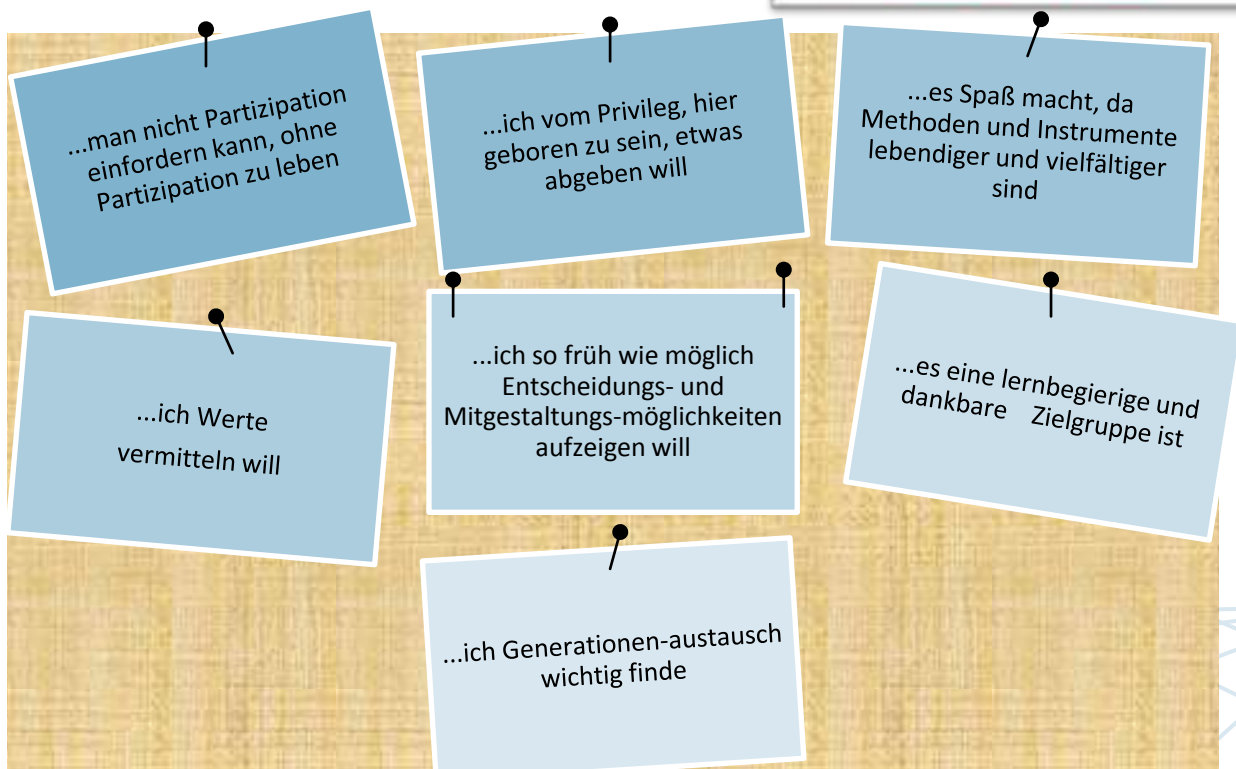 ...man nicht Partizipation
einfordern kann, ohne
Partizipation zu leben
...ich vom Privileg, hier
geboren zu sein, etwas
abgeben will
...es Spaß macht, da
Methoden und Instrumente
lebendiger und vielfältiger
sind
...ich Werte
vermitteln will
...ich so früh wie möglich
Entscheidungs- und
Mitgestaltungs-möglichkeiten
aufzeigen will
...es eine lernbegierige und
dankbare Zielgruppe ist
...ich Generationen-austausch
wichtig finde